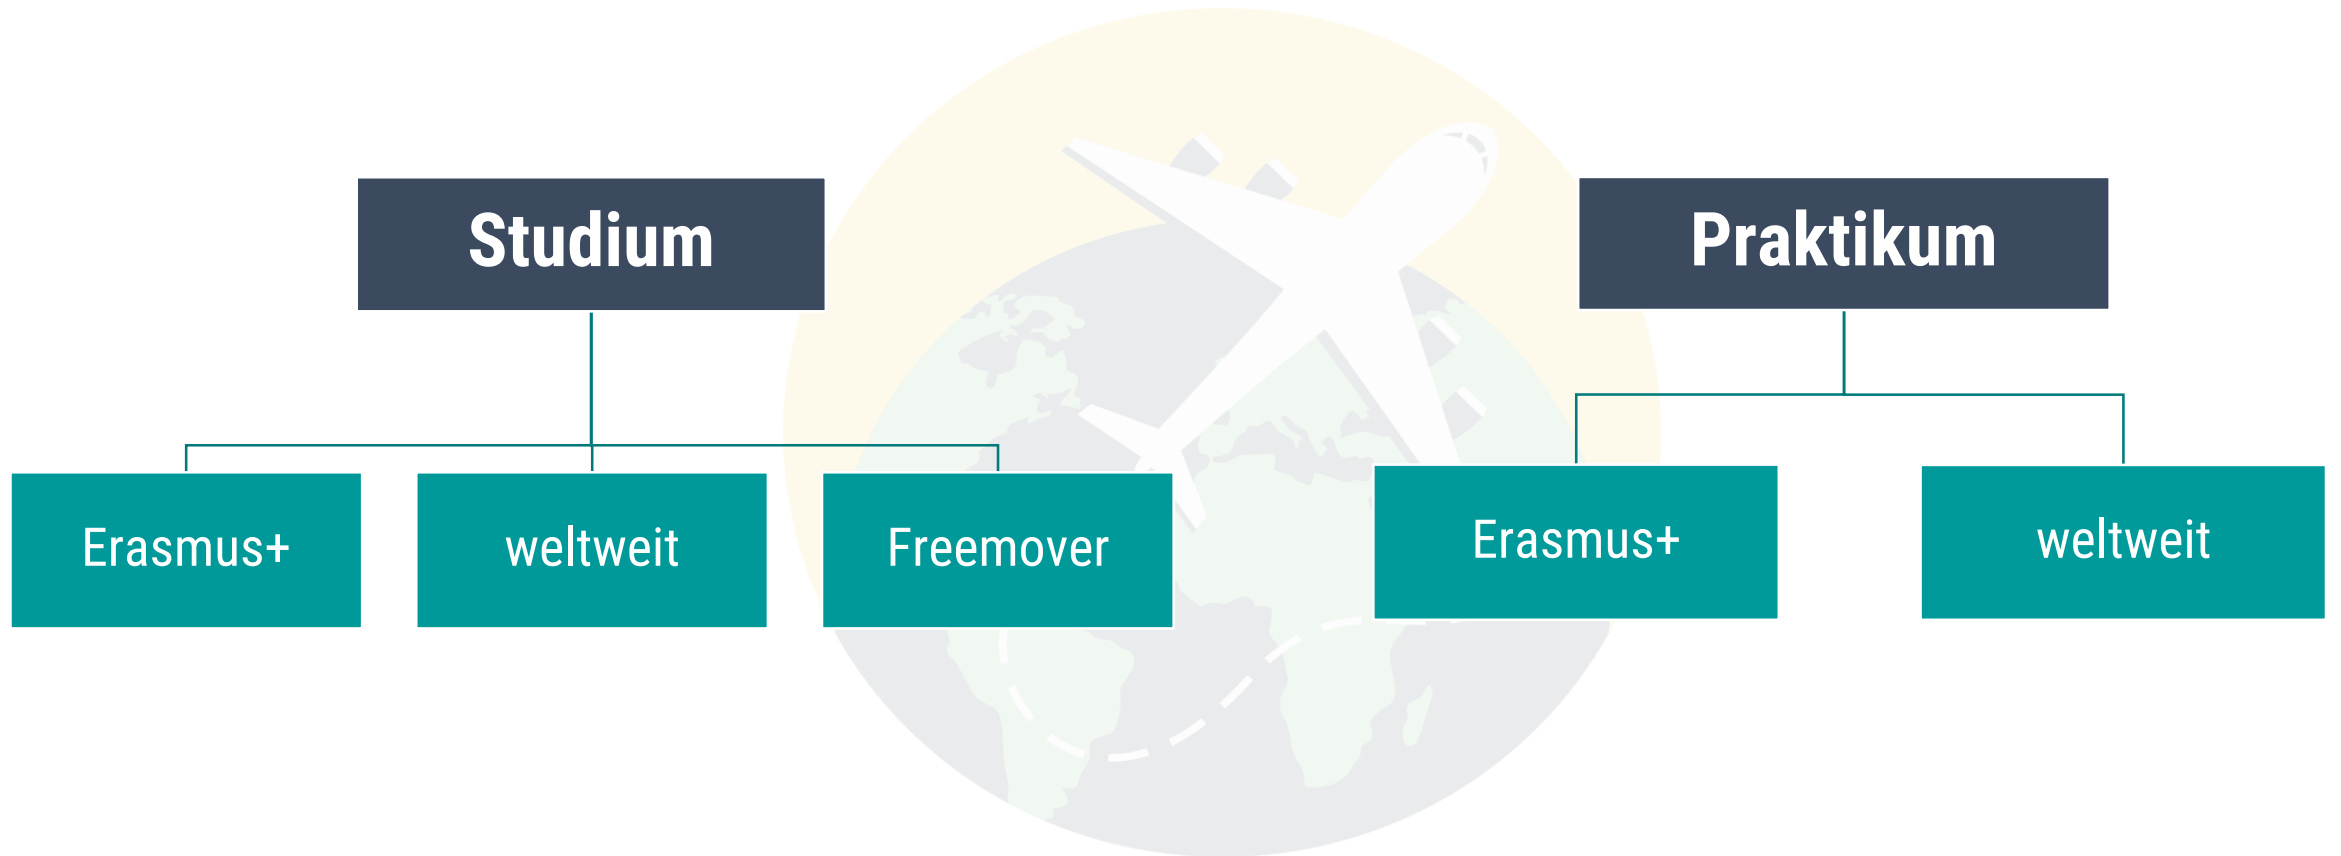 Studium
Praktikum
Erasmus+
weltweit
Freemover
Erasmus+
weltweit